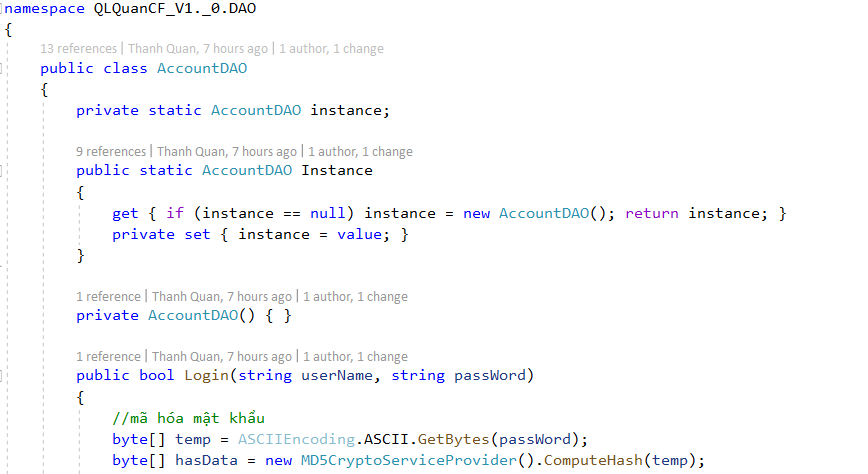 namespace QLQuanCF_V1._0.DAO
{
13 references | Thanh Quan, 7 hours ago | 1 author, 1 change
public class AccountDAO
{
private static AccountDAO instance;
9 references | Thanh Quan, 7 hours ago | 1 author, 1 change
public static AccountDAO Instance
{
get { if (instance == null) instance = new AccountDAO(); return instance; }
private set { instance = value; }
}
1 reference | Thanh Quan, 7 hours ago | 1 author, 1 change
private AccountDAO() { }
1 reference | Thanh Quan, 7 hours ago | 1 author, 1 change
public bool Login(string userName, string passWord)
{
//mã hóa mật khẩu
byte[] temp = ASCIIEncoding.ASCII.GetBytes(passWord);
byte[] hasData = new MD5CryptoServiceProvider().ComputeHash(temp);